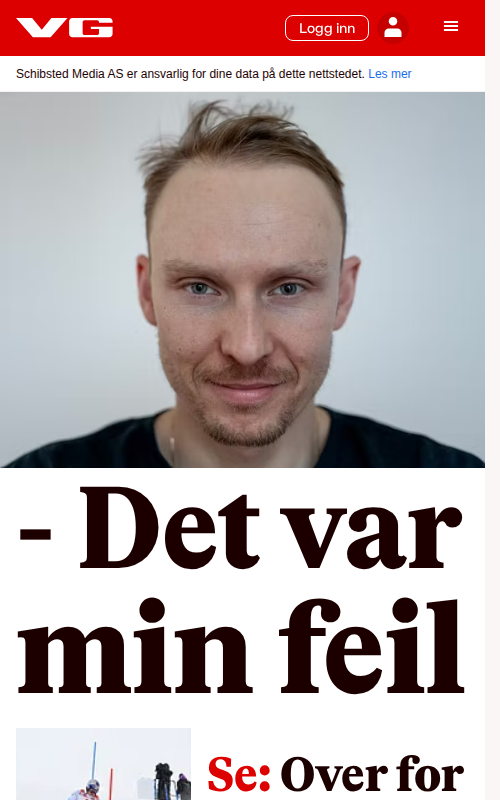 VG
Logg inn
Schibsted Media AS er ansvarlig for dine data på dette nettstedet. Les mer
- Det var
min feil
Se: Over for